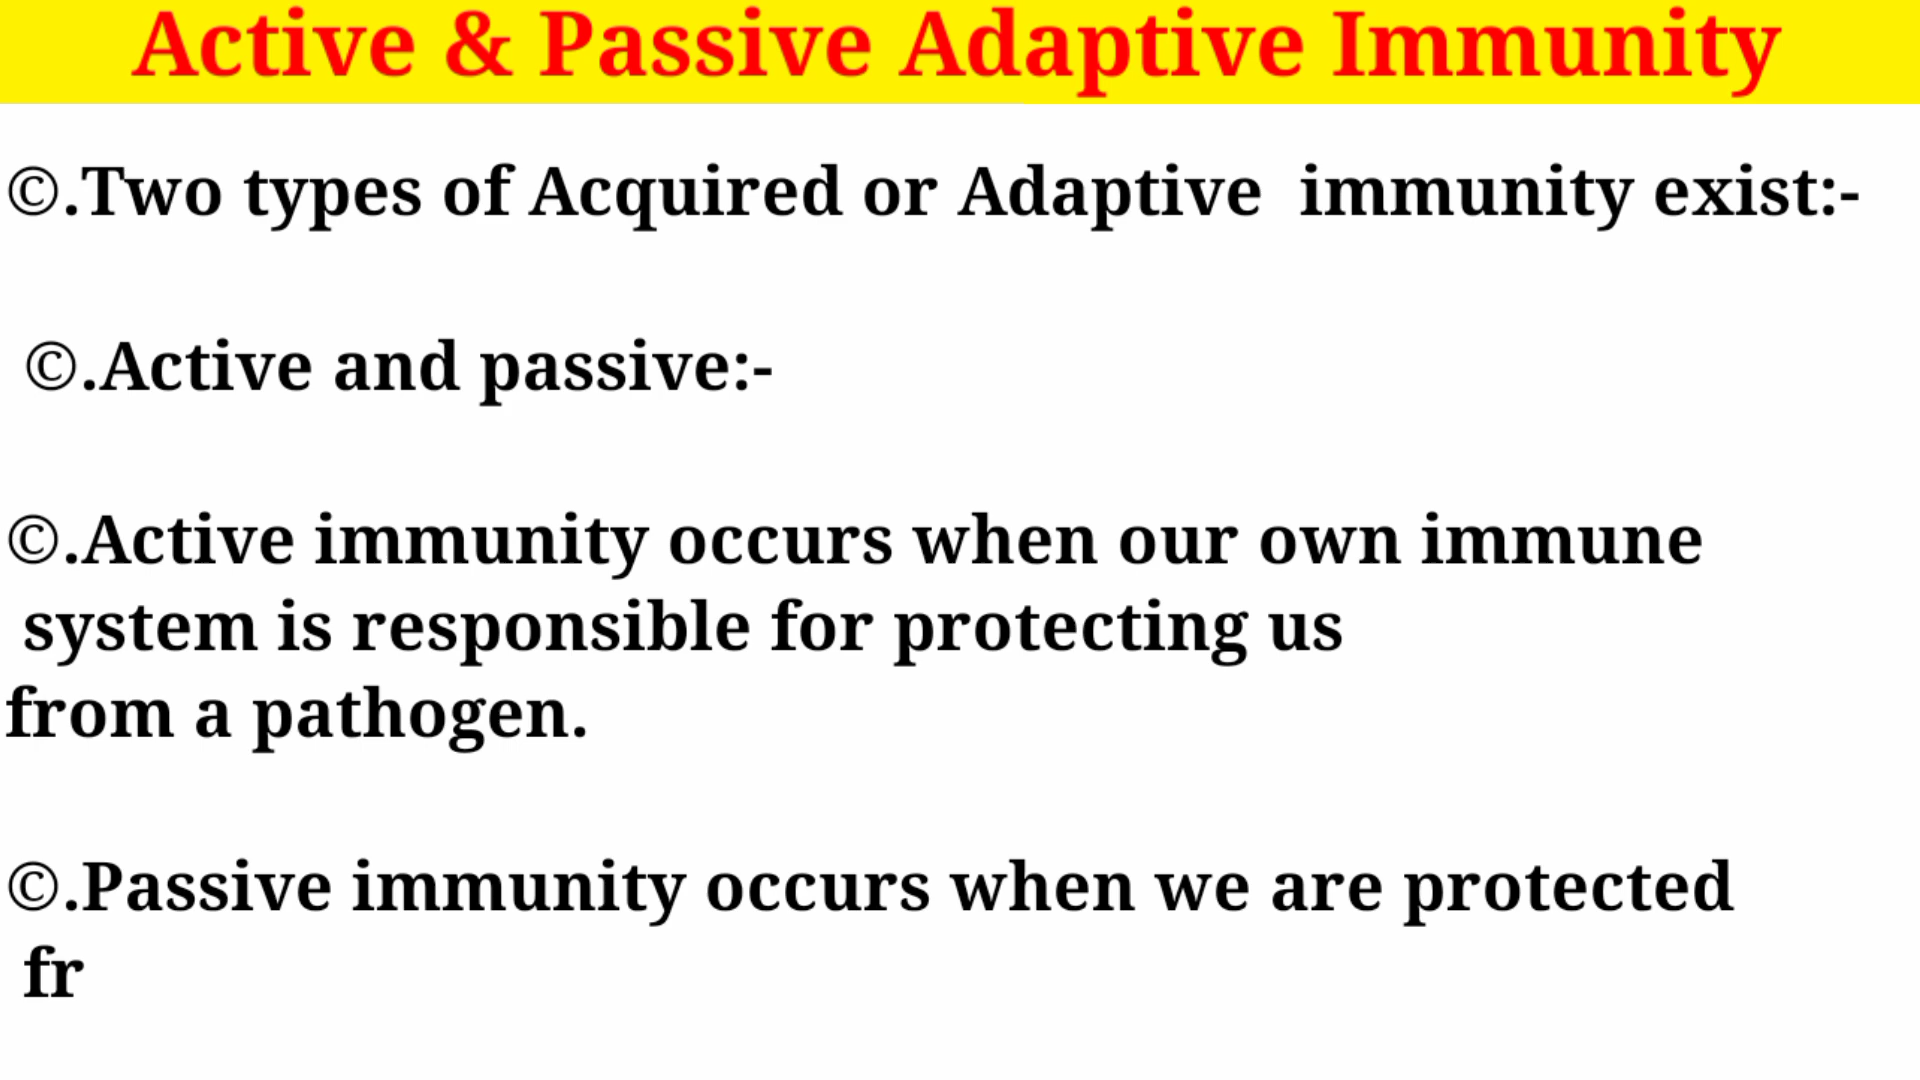 Active & Passive Adaptive Immunity
©.Two types of Acquired or Adaptive  immunity exist:-
©.Active and passive:-
©.Active immunity occurs when our own immune
system is responsible for protecting us
from a pathogen.
©.Passive immunity occurs when we are protected
fr